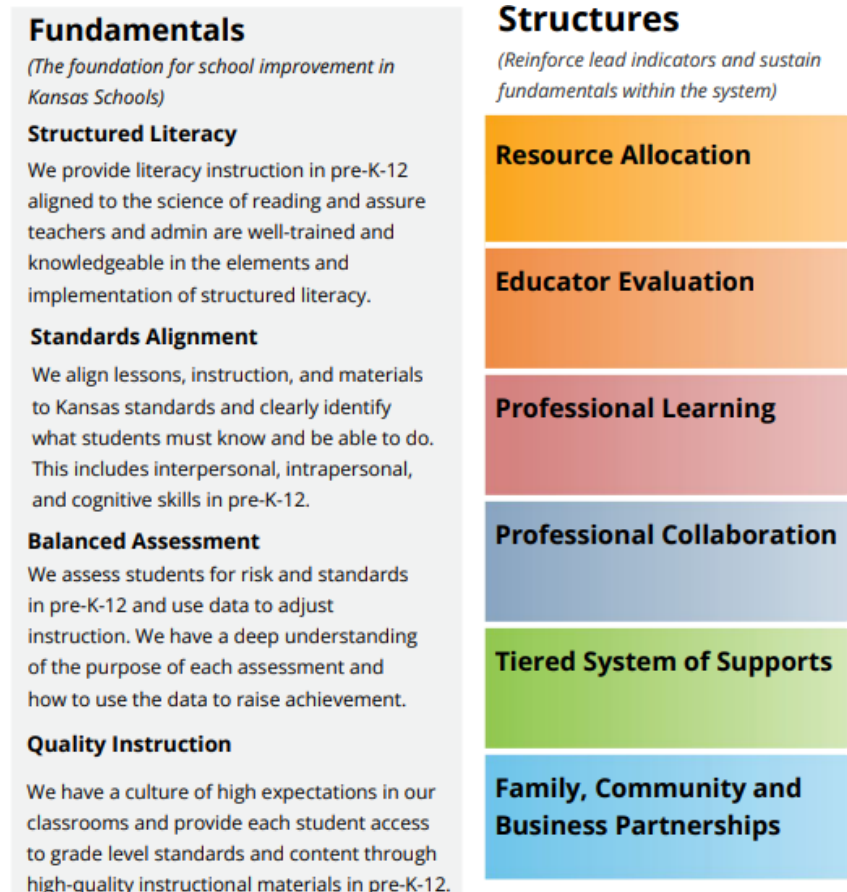 Fundamentals
(The foundation for school improvement in
Kansas Schools)
Structured Literacy
We provide literacy instruction in pre-K-12
aligned to the science of reading and assure
teachers and admin are well-trained and
knowledgeable in the elements and
implementation of structured literacy.
Standards Alignment
We align lessons, instruction, and materials
to Kansas standards and clearly identify
what students must know and be able to do.
This includes interpersonal, intrapersonal,
and cognitive skills in pre-K-12.
Balanced Assessment
We assess students for risk and standards
in pre-K-12 and use data to adjust
instruction. We have a deep understanding
of the purpose of each assessment and
how to use the data to raise achievement.
Quality Instruction
We have a culture of high expectations in our
classrooms and provide each student access
to grade level standards and content through
high-quality instructional materials in pre-K-12.
Structures
(Reinforce lead indicators and sustain
fundamentals within the system)
Resource Allocation
Educator Evaluation
Professional Learning
Professional Collaboration
Tiered System of Supports
Family, Community and
Business Partnerships